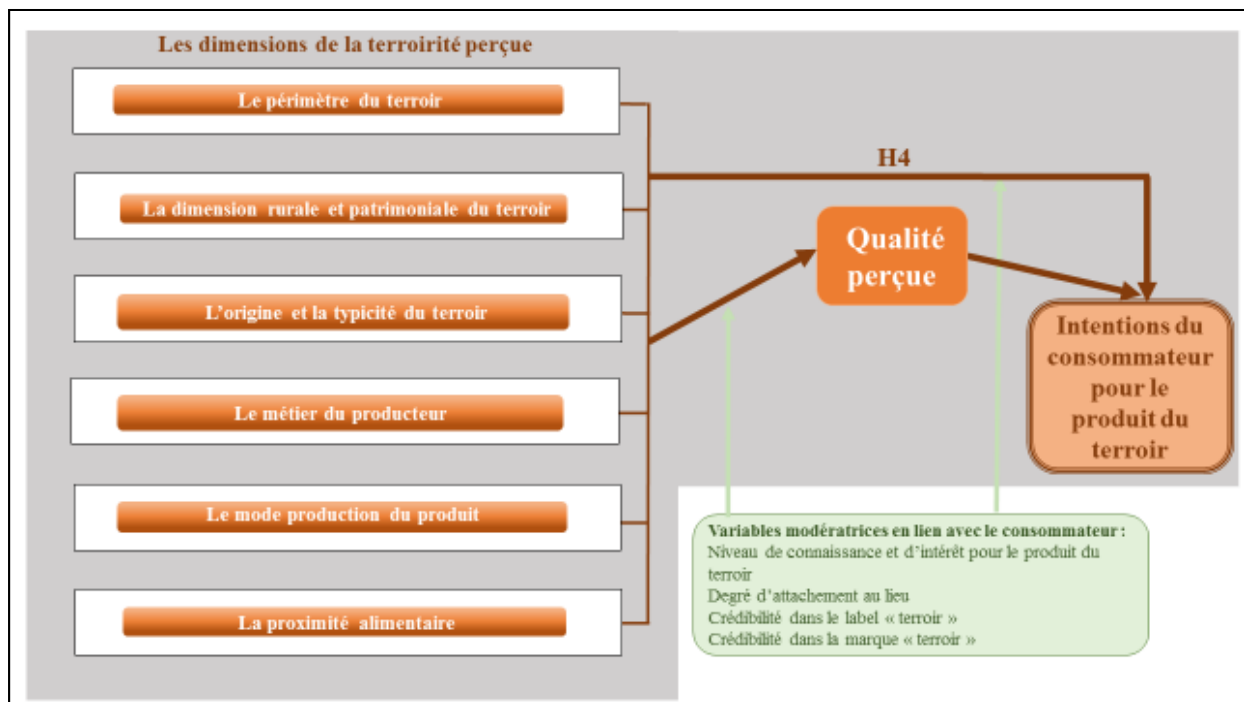 Les dimensions de la terroirité perçue
Le périmètre du terroir
La dimension rurale et patrimoniale du terroir
L'origine et la typicité du terroir
Le métier du producteur
Le mode production du produit
La proximité alimentaire
H4
Qualité
perçue
Intentions du
consommateur
pour le
produit du
terroir
Variables modératrices en lien avec le consommateur :
Niveau de connaissance et d'intérêt pour le produit du
terroir
Degré d'attachement au lieu
Crédibilité dans le label « terroir »
Crédibilité dans la marque « terroir »